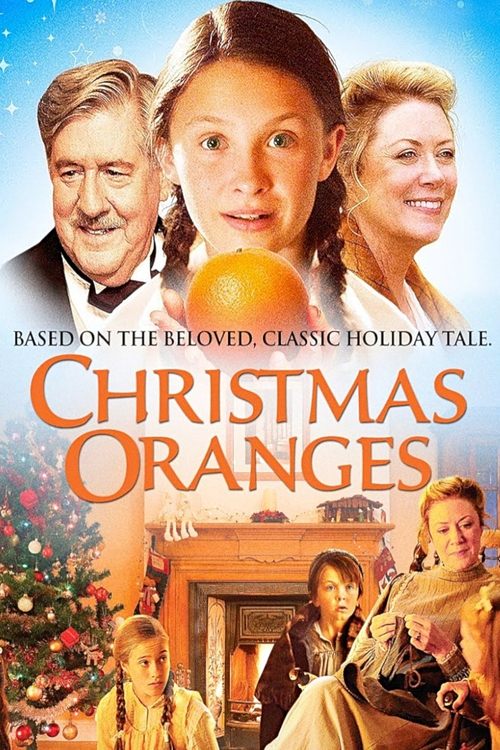 BASED ON THE BELOVED, CLASSIC HOLIDAY TALE.
CHRISTMAS
ORANGES